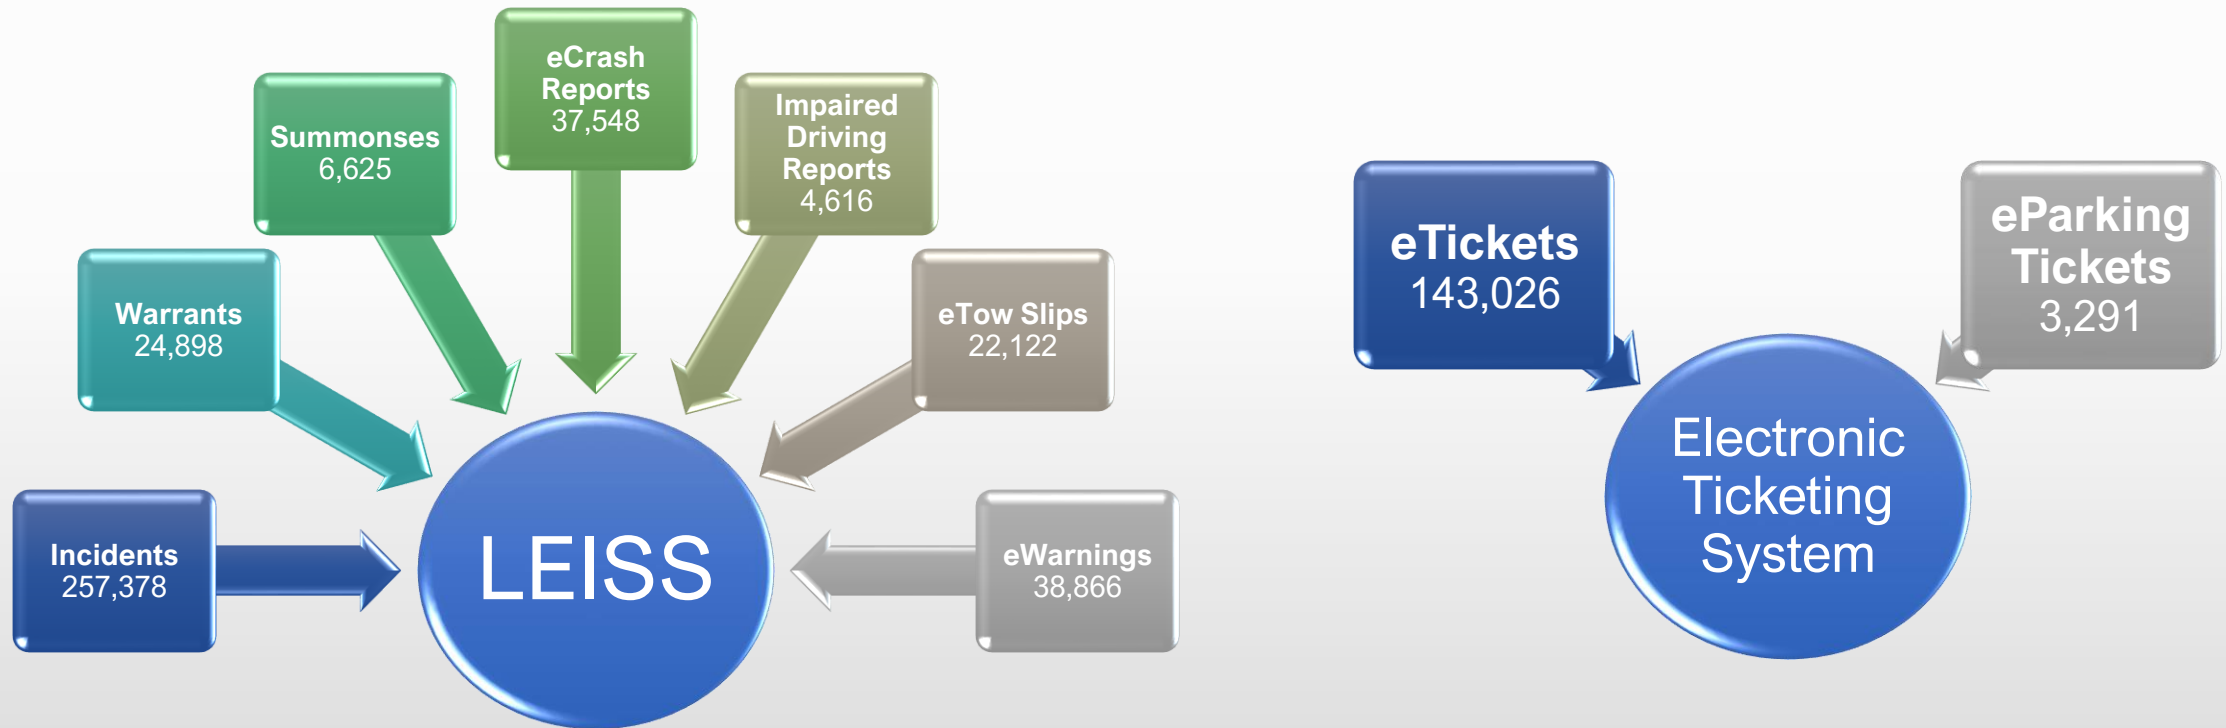 Incidents
257,378
Warrants
24,898
Summonses
6,625
eCrash
Reports
37,548
Impaired
Driving
Reports
4,616
eTow Slips
22,122
eWarnings
38,866
LEISS
eTickets
143,026
eParking
Tickets
3,291
Electronic
Ticketing
System